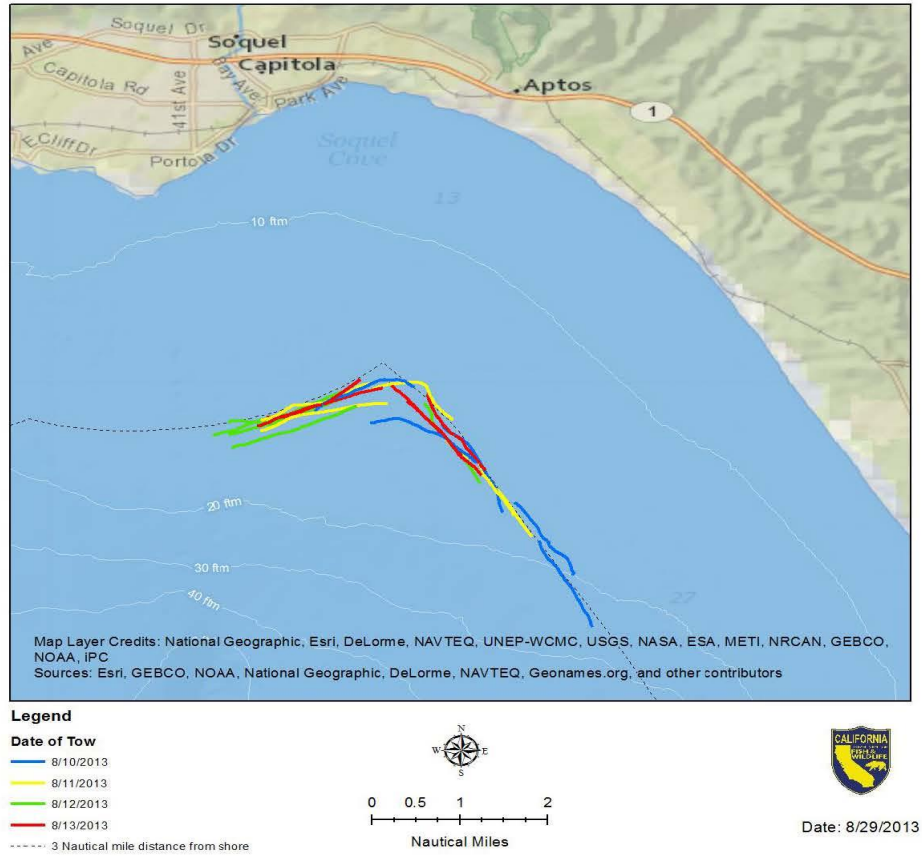 Soquel Dr
Soquel
Ave
Capitola
Capitola Rd
Bay Ave
41st Ave
Park Ave
Aptos
1
E Cliff Dr
Portola Dr
Soquel
Cove
13
10 ftm
20 ftm
30 ftm
40 ftm
27
Map Layer Credits: National Geographic, Esri, DeLorme, NAVTEQ, UNEP-WCMC, USGS, NASA, ESA, METI, NRCAN, GEBCO,
NOAA, iPC
Sources: Esri, GEBCO, NOAA, National Geographic, DeLorme, NAVTEQ, Geonames.org, and other contributors
Legend
Date of Tow
8/10/2013
8/11/2013
8/12/2013
8/13/2013
3 Nautical mile distance from shore
N
W E
S
0 0.5 1 2
Nautical Miles
CALIFORNIA
FISH &
WILDLIFE
Date: 8/29/2013